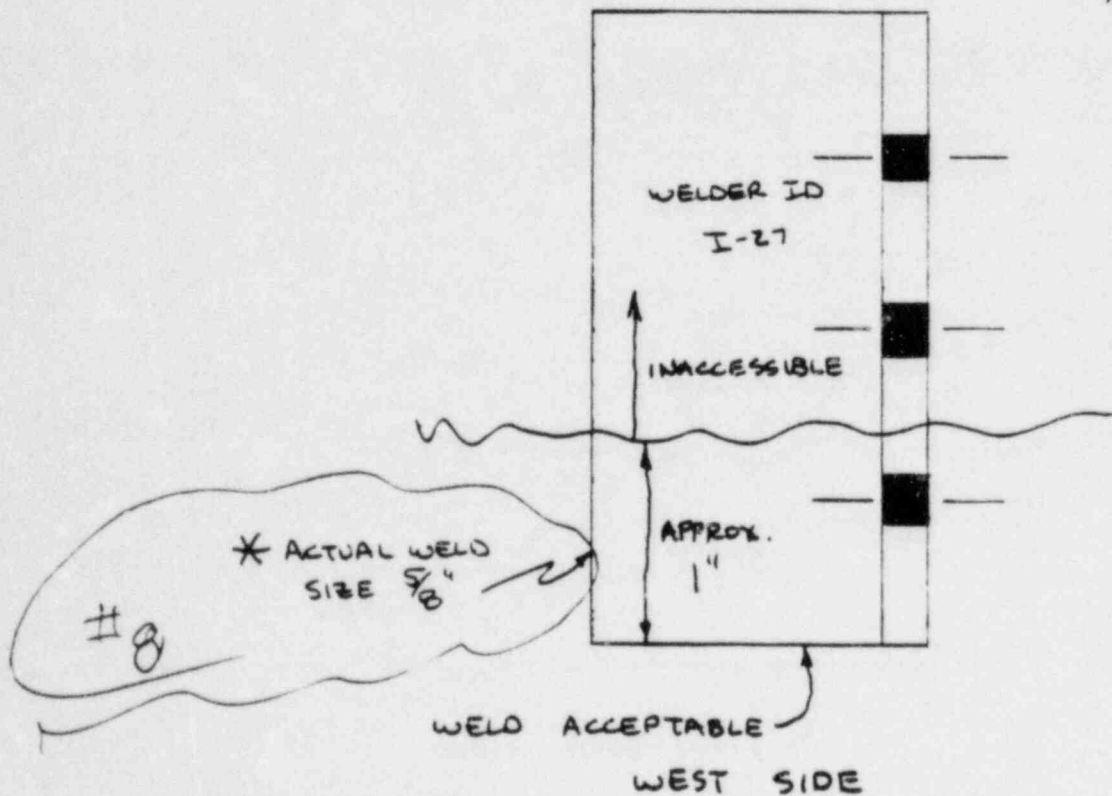 WELDER ID
I-27
INACCESSIBLE
* ACTUAL WELD
SIZE 5/8"
APPROX.
1"
#8
WELD ACCEPTABLE
WEST SIDE